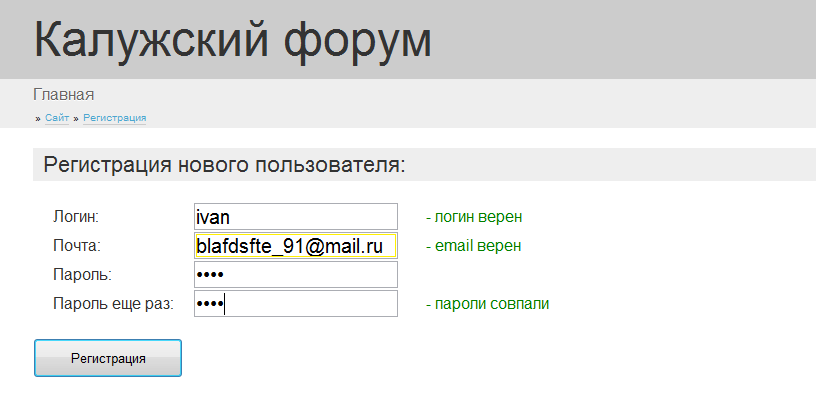 Калужский форум
Главная
» Сайт » Регистрация
Регистрация нового пользователя:
Логин: ivan - логин верен
Почта: blafdsfte_91@mail.ru - email верен
Пароль: ••••
Пароль еще раз: •••• - пароли совпали
Регистрация